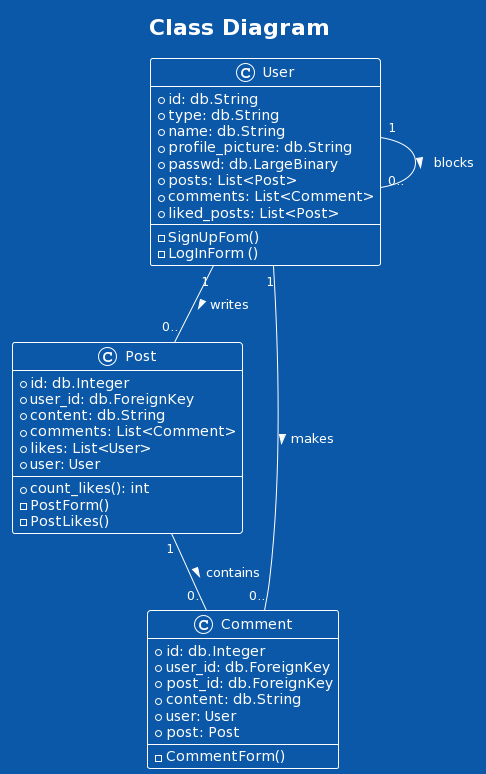 Class Diagram
C User
id: db.String
type: db.String
name: db.String
profile_picture: db.String
passwd: db.LargeBinary
posts: List<Post>
comments: List<Comment>
liked_posts: List<Post>
SignUpFom()
LogInForm ()
1
blocks
0..
1
writes
0..
1
makes
0..
C Post
id: db.Integer
user_id: db.ForeignKey
content: db.String
comments: List<Comment>
likes: List<User>
user: User
count_likes(): int
PostForm()
PostLikes()
1
contains
0..
C Comment
id: db.Integer
user_id: db.ForeignKey
post_id: db.ForeignKey
content: db.String
user: User
post: Post
CommentForm()